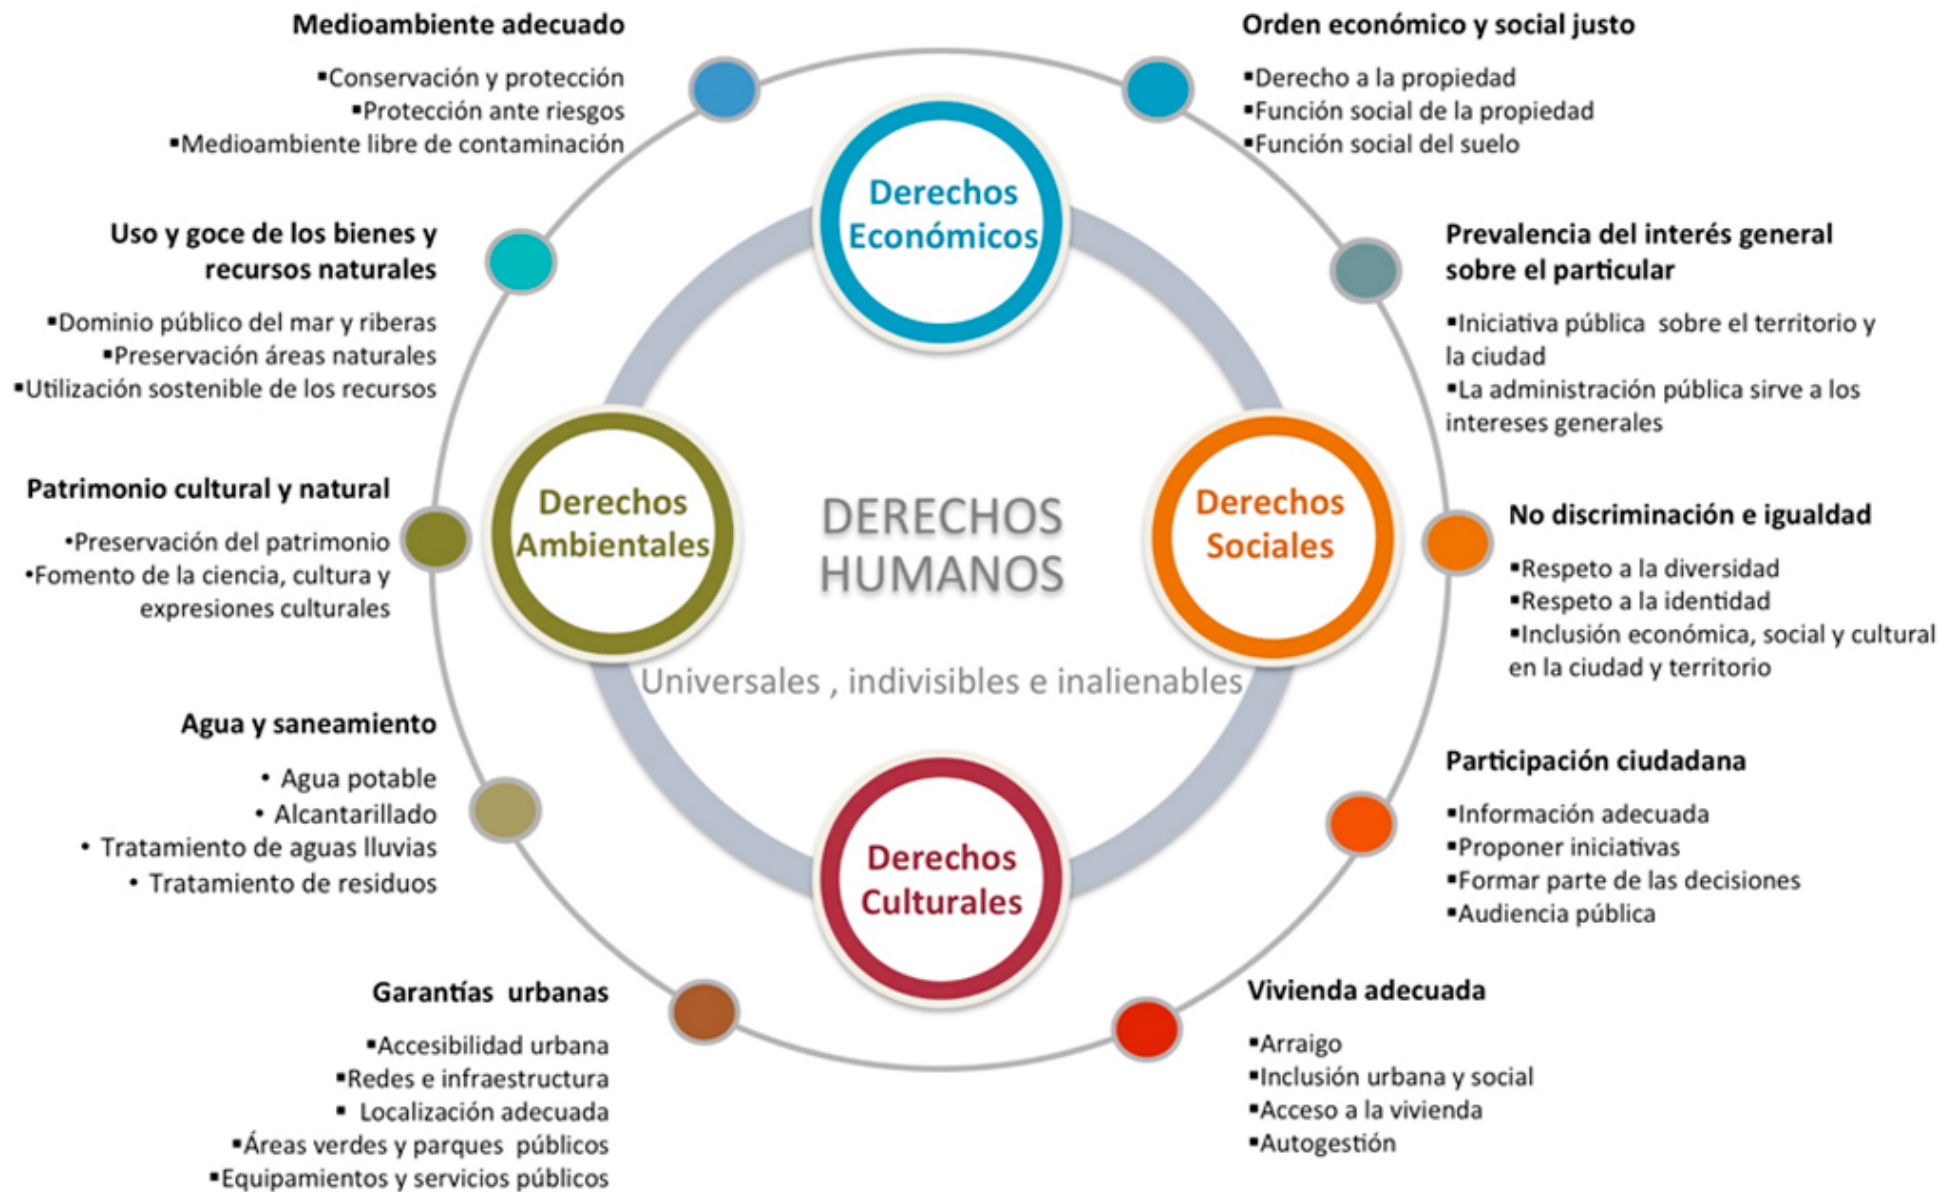 Medioambiente adecuado
▪Conservación y protección
▪Protección ante riesgos
▪Medioambiente libre de contaminación
Orden económico y social justo
▪Derecho a la propiedad
▪Función social de la propiedad
▪Función social del suelo
Derechos
Económicos
Uso y goce de los bienes y
recursos naturales
▪Dominio público del mar y riberas
▪Preservación áreas naturales
▪Utilización sostenible de los recursos
Prevalencia del interés general
sobre el particular
▪Iniciativa pública sobre el territorio y
la ciudad
▪La administración pública sirve a los
intereses generales
Patrimonio cultural y natural
•Preservación del patrimonio
•Fomento de la ciencia, cultura y
expresiones culturales
Derechos
Ambientales
DERECHOS
HUMANOS
Universales , indivisibles e inalienables
Derechos
Sociales
No discriminación e igualdad
▪Respeto a la diversidad
▪Respeto a la identidad
▪Inclusión económica, social y cultural
en la ciudad y territorio
Agua y saneamiento
• Agua potable
• Alcantarillado
• Tratamiento de aguas lluvias
• Tratamiento de residuos
Derechos
Culturales
Participación ciudadana
▪Información adecuada
▪Proponer iniciativas
▪Formar parte de las decisiones
▪Audiencia pública
Garantías urbanas
▪Accesibilidad urbana
▪Redes e infraestructura
▪ Localización adecuada
▪Áreas verdes y parques públicos
▪Equipamientos y servicios públicos
Vivienda adecuada
▪Arraigo
▪Inclusión urbana y social
▪Acceso a la vivienda
▪Autogestión